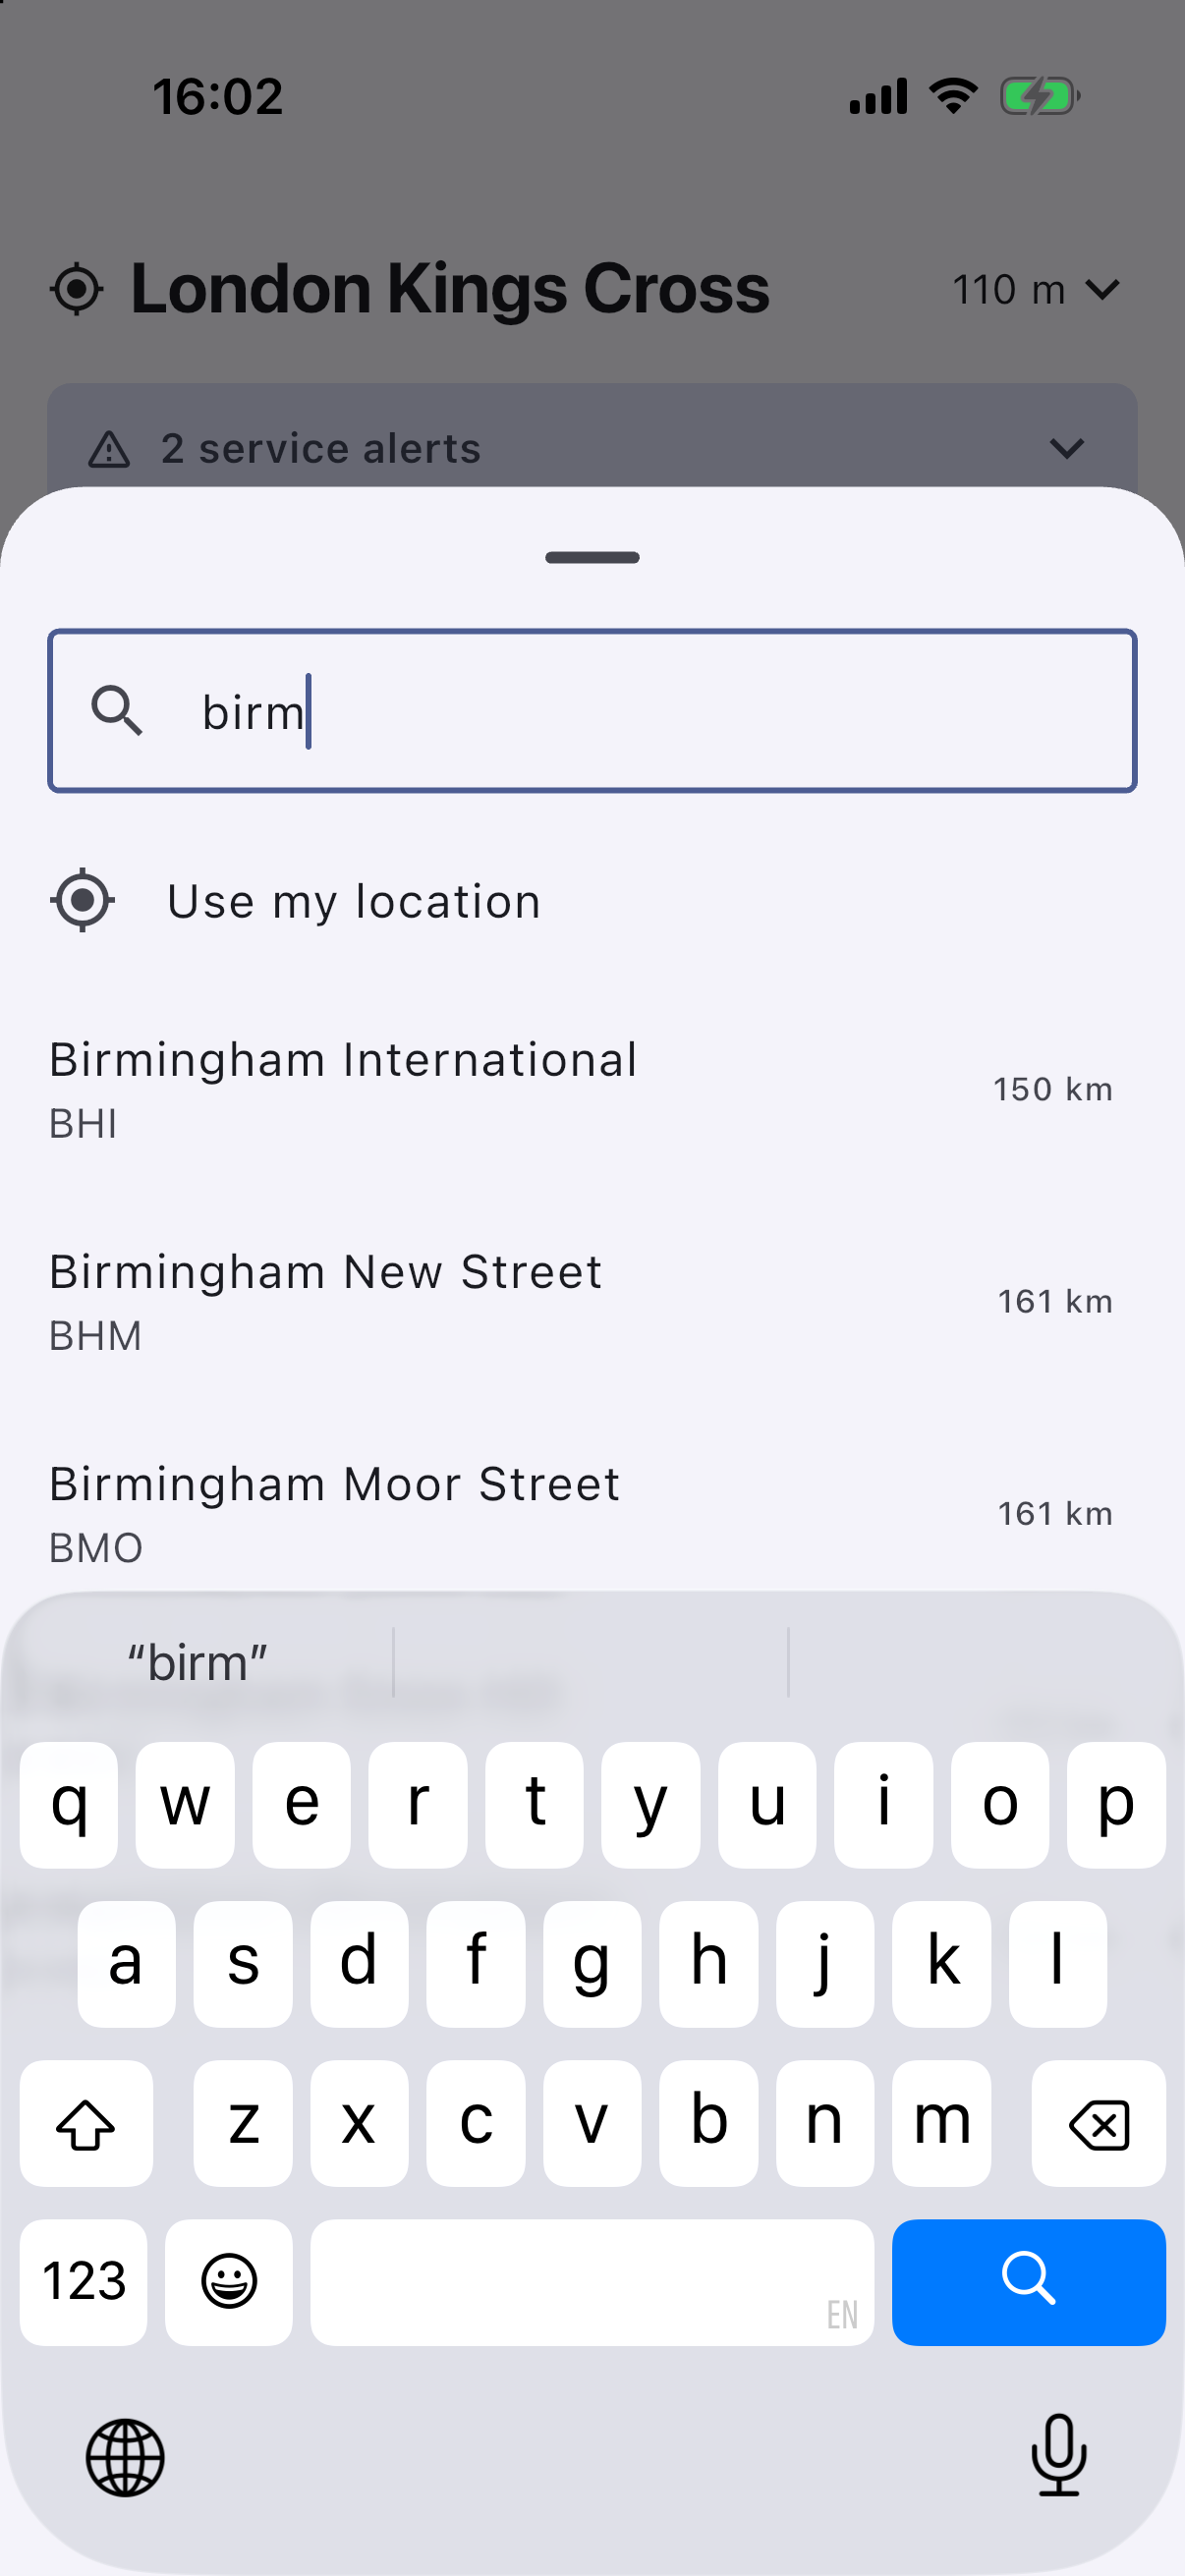 16:02
London Kings Cross
110 m
2 service alerts
birm
Use my location
Birmingham International
BHI
150 km
Birmingham New Street
BHM
161 km
Birmingham Moor Street
BMO
161 km
“birm”
q w e r t y u i o p
a s d f g h j k l
z x c v b n m
123
EN